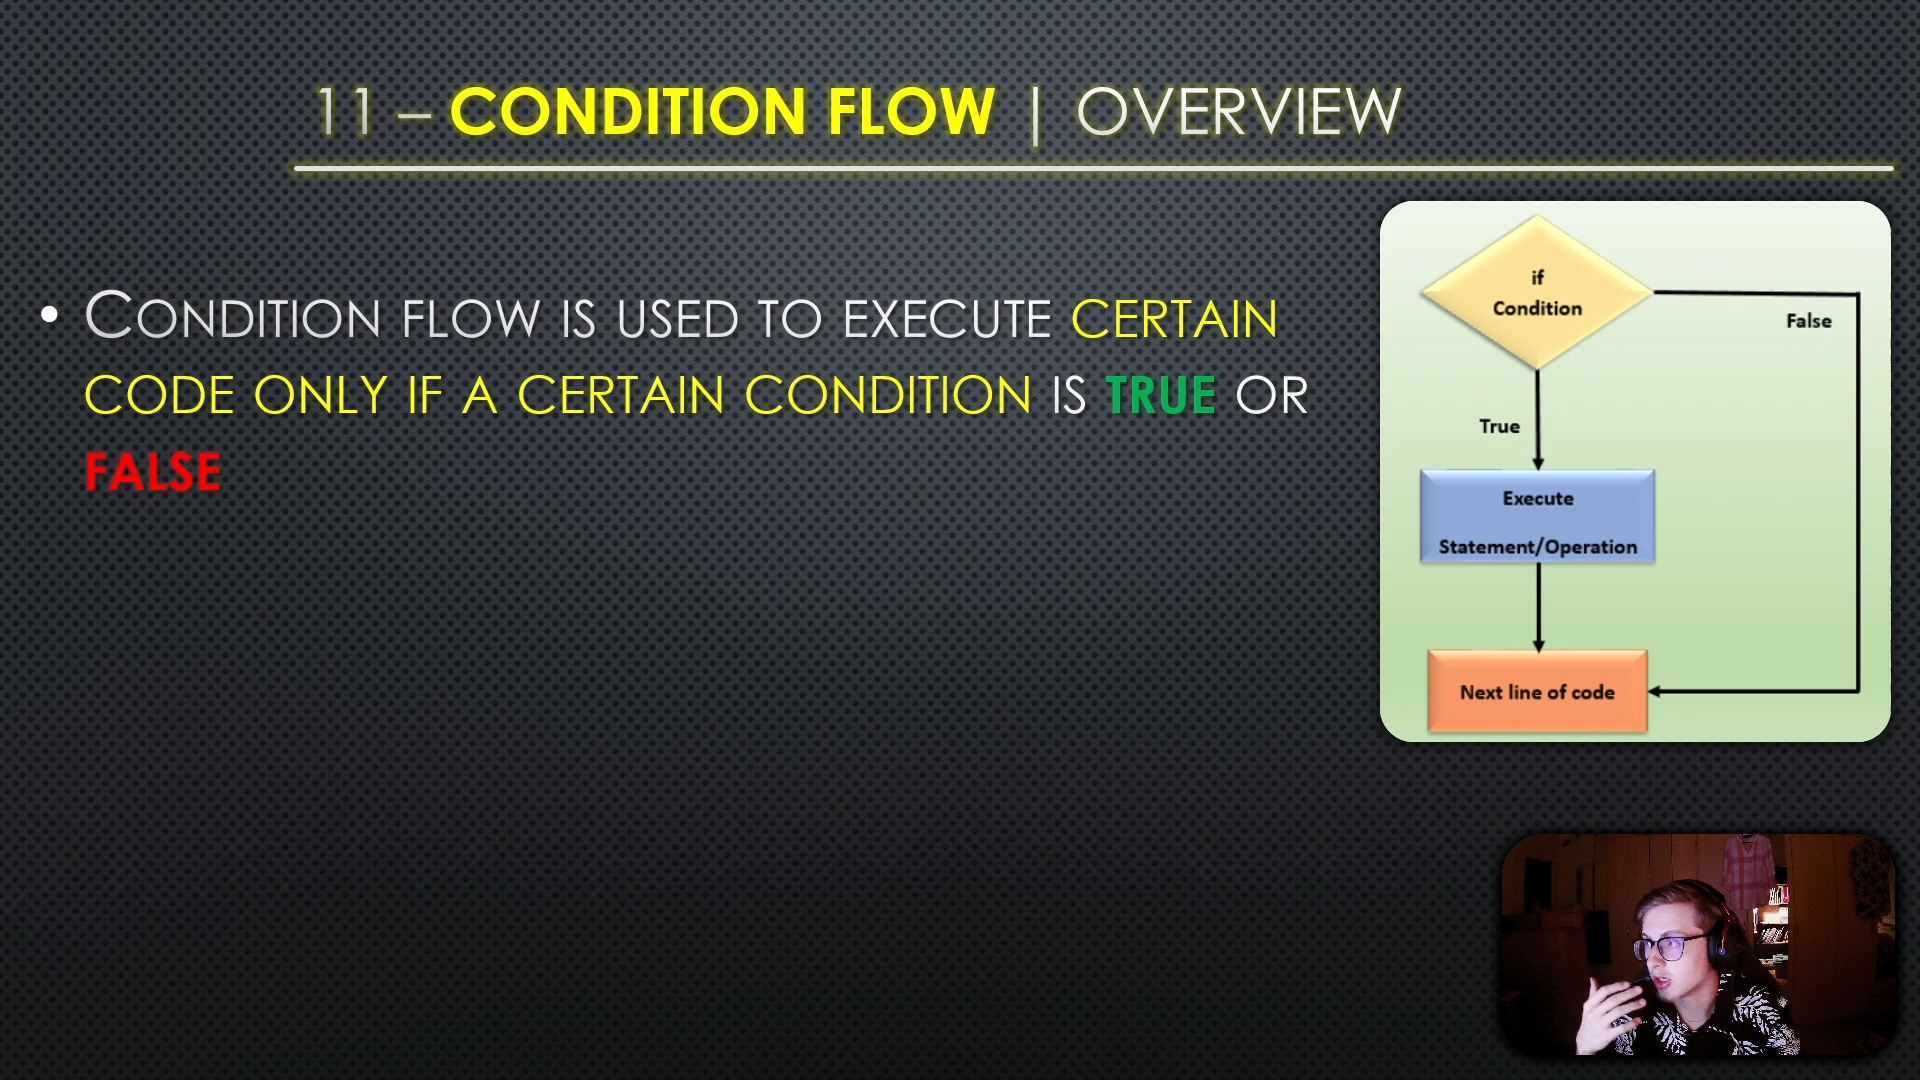 11 – CONDITION FLOW | OVERVIEW
• CONDITION FLOW IS USED TO EXECUTE CERTAIN
CODE ONLY IF A CERTAIN CONDITION IS TRUE OR
FALSE
if
Condition
False
True
Execute
Statement/Operation
Next line of code